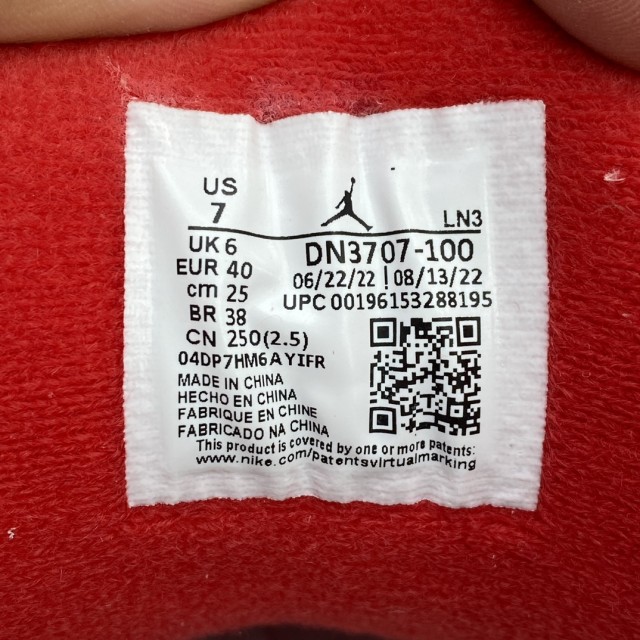 US
7
LN3
UK 6
EUR 40
cm 25
BR 38
CN 250(2.5)
DN3707-100
06/22/22 | 08/13/22
UPC 00196153288195
04DP7HM6AYIFR
MADE IN CHINA
HECHO EN CHINA
FABRIQUE EN CHINE
FABRICADO NA CHINA
This product is covered by one or more patents:
www.nike.com/patentsvirtualmarking